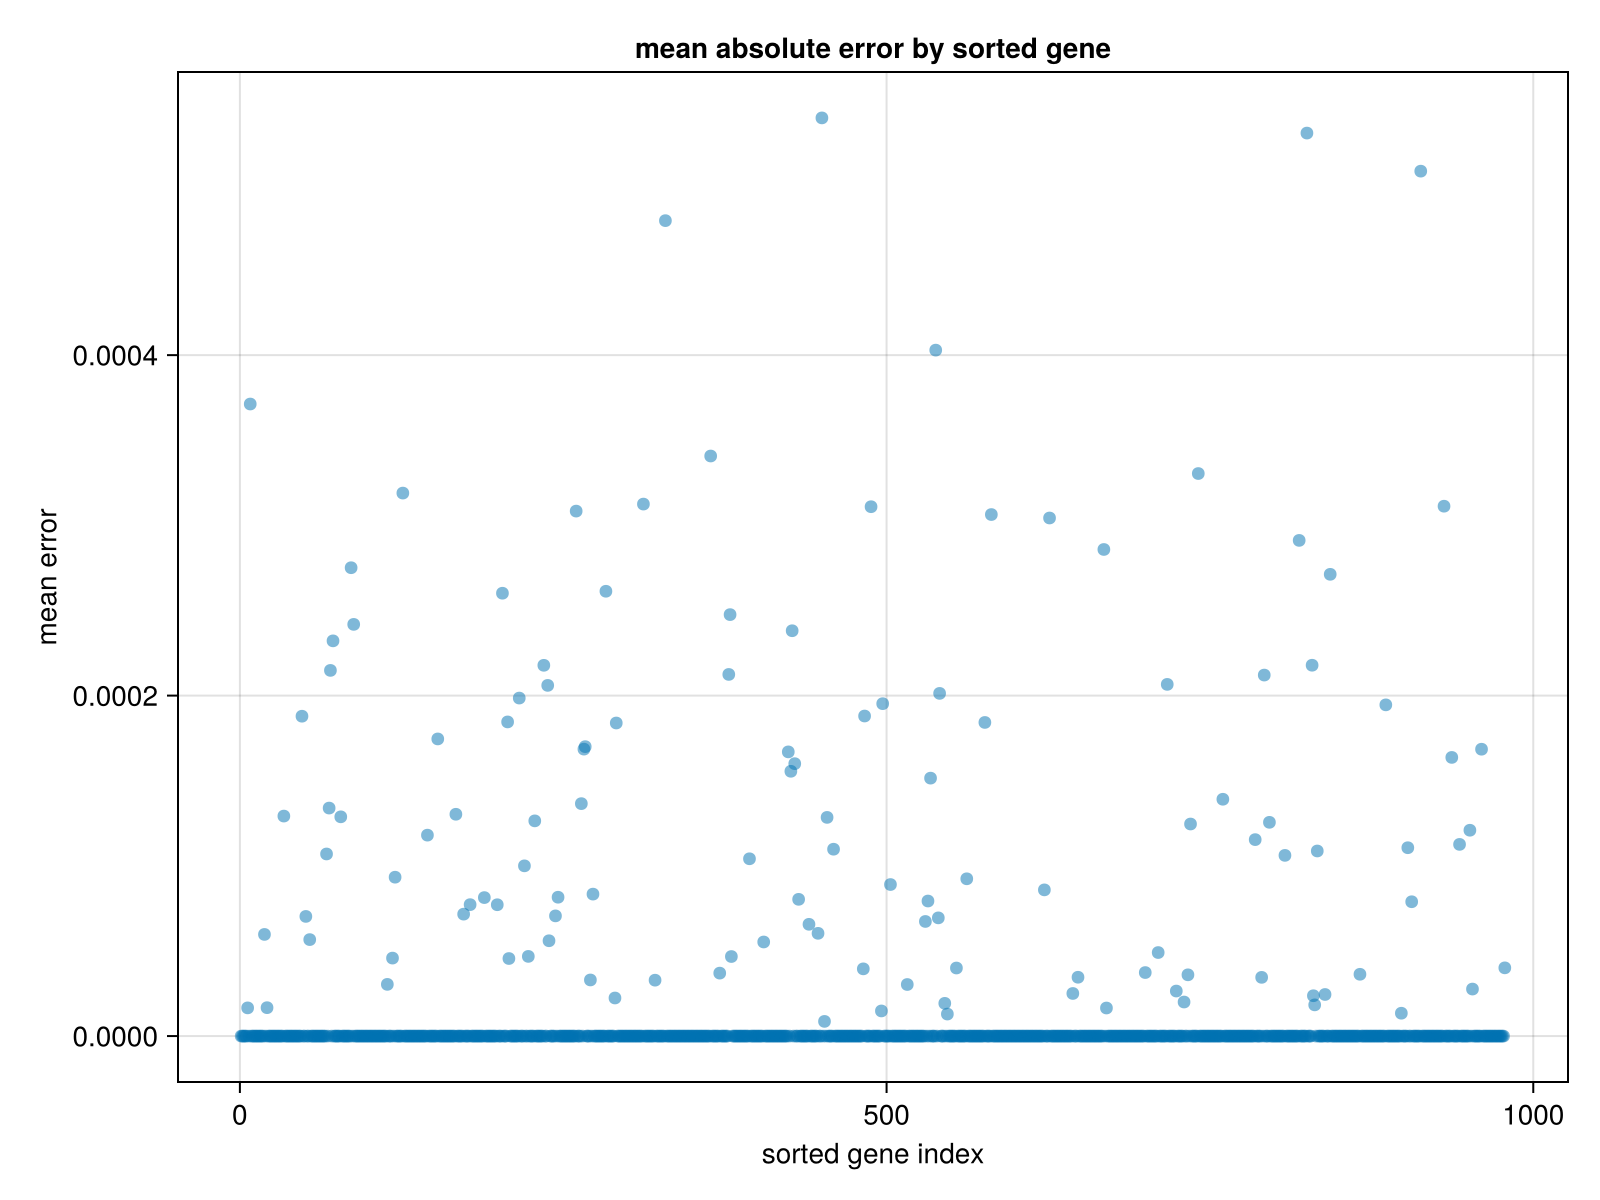 mean absolute error by sorted gene
mean error
0.0004
0.0002
0.0000
0
500
1000
sorted gene index